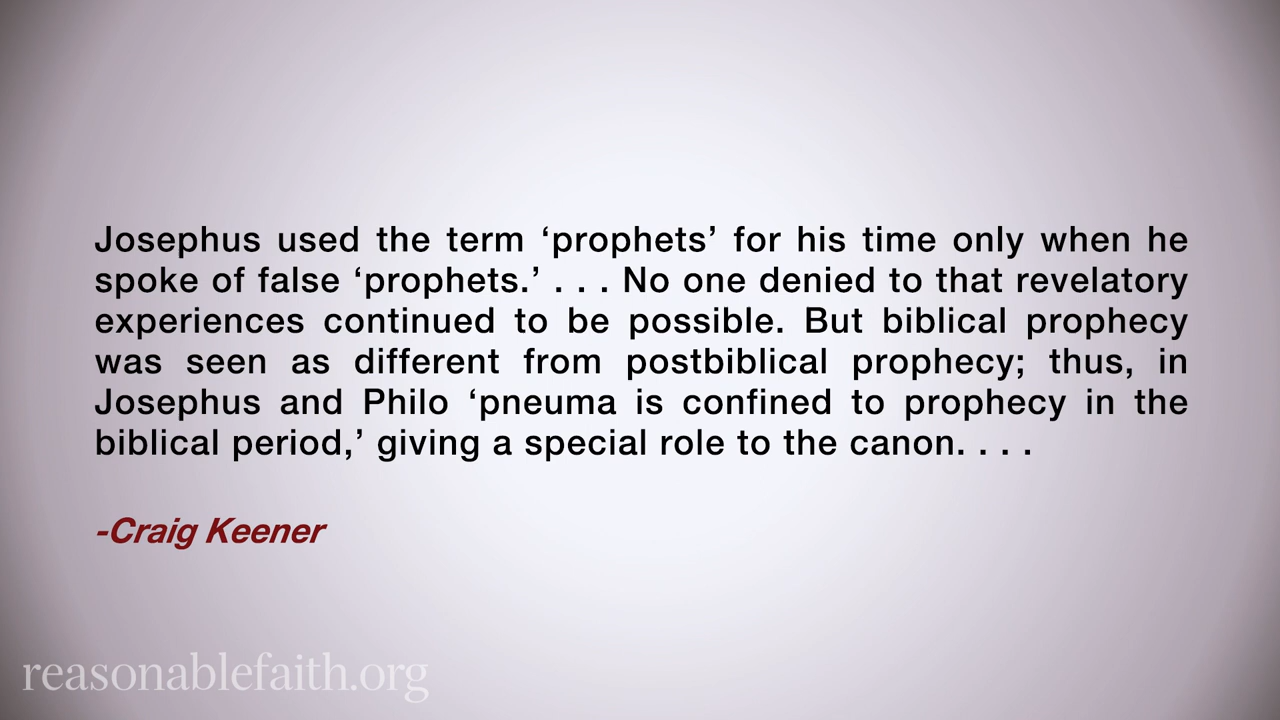 Josephus used the term ‘prophets’ for his time only when he
spoke of false ‘prophets.’ . . . No one denied to that revelatory
experiences continued to be possible. But biblical prophecy
was seen as different from postbiblical prophecy; thus, in
Josephus and Philo ‘pneuma is confined to prophecy in the
biblical period,’ giving a special role to the canon. . . .
-Craig Keener
reasonablefaith.org